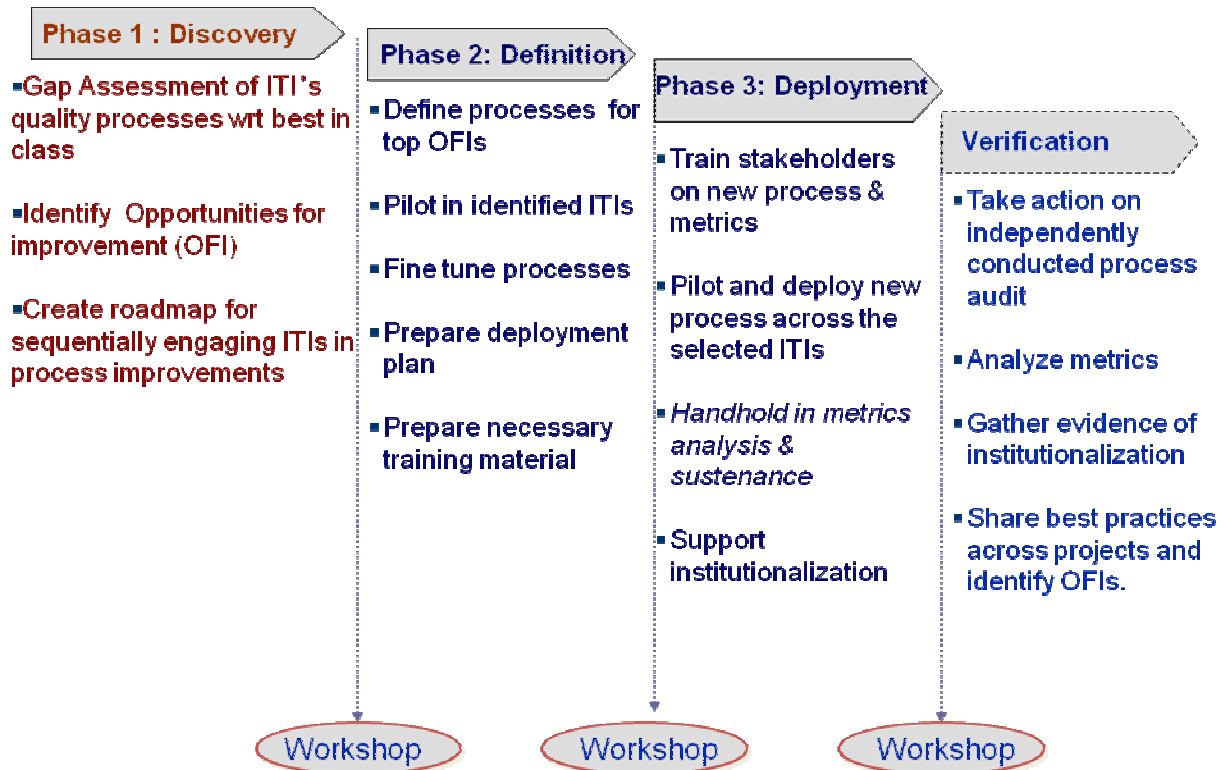 Phase 1 : Discovery
▪Gap Assessment of ITI's
quality processes wrt best in
class
▪Identify Opportunities for
improvement (OFI)
▪Create roadmap for
sequentially engaging ITIs in
process improvements
Phase 2: Definition
▪Define processes for
top OFIs
▪Pilot in identified ITIs
▪Fine tune processes
▪Prepare deployment
plan
▪Prepare necessary
training material
Phase 3: Deployment
▪Train stakeholders
on new process &
metrics
▪Pilot and deploy new
process across the
selected ITIs
▪Handhold in metrics
analysis &
sustenance
▪Support
institutionalization
Verification
▪Take action on
independently
conducted process
audit
▪Analyze metrics
▪Gather evidence of
institutionalization
▪Share best practices
across projects and
identify OFIs.
Workshop
Workshop
Workshop